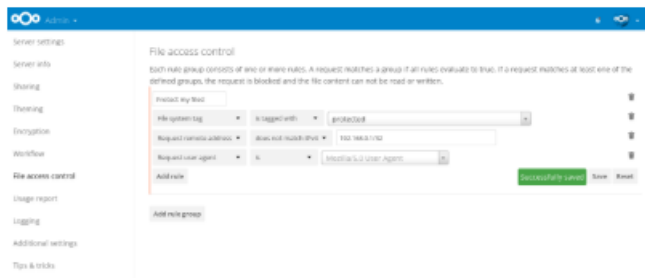 Admin
Server settings
Server info
Sharing
Theming
Encryption
Workflow
File access control
Usage report
Logging
Additional settings
Tips & tricks
File access control
Each rule group consists of one or more rules. A request matches a group if all rules evaluate to true. If a request matches at least one of the
defined groups, the request is blocked and the file content can not be read or written.
Protect my files!
File system tag is tagged with protected
Request remote address does not match (IPv4)
Request user agent is Mozilla/5.0 User Agent
Add rule Successfully saved Save Reset
Add rule group